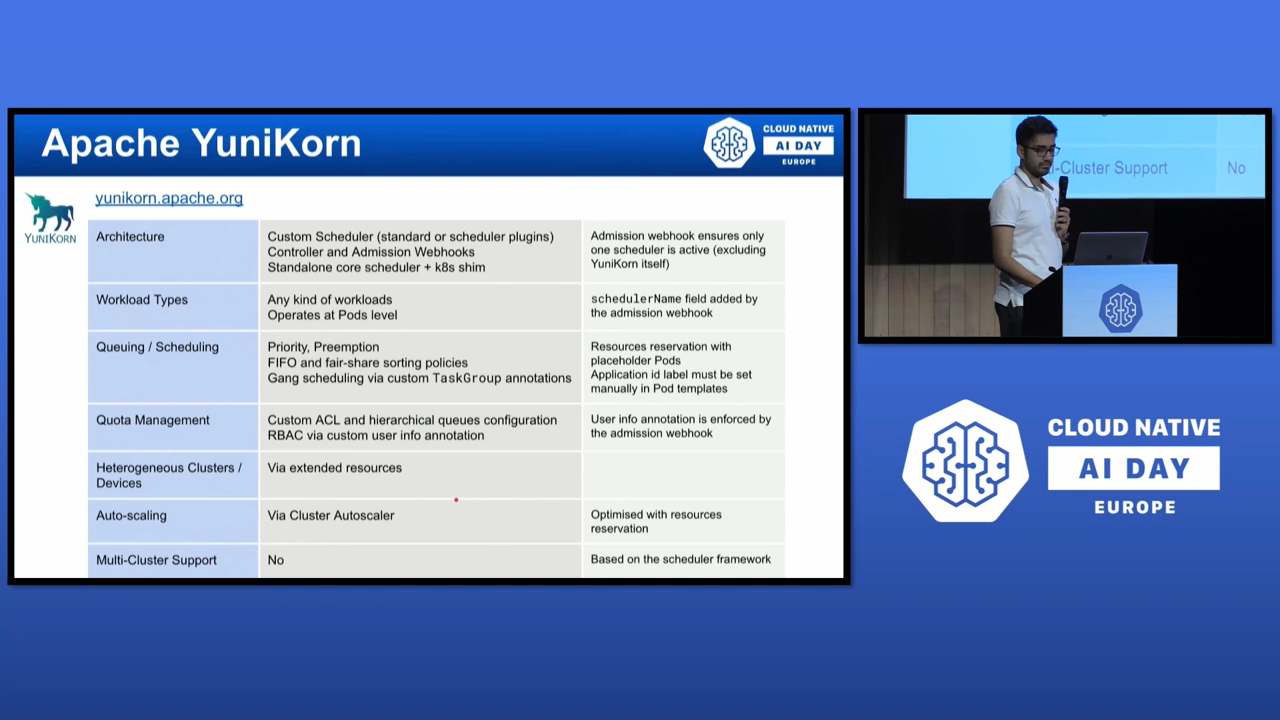 Apache YuniKorn
CLOUD NATIVE
AI DAY
EUROPE
yunikorn.apache.org
YUNIKORN
Architecture
Custom Scheduler (standard or scheduler plugins)
Controller and Admission Webhooks
Standalone core scheduler + k8s shim
Admission webhook ensures only
one scheduler is active (excluding
YuniKorn itself)
Workload Types
Any kind of workloads
Operates at Pods level
schedulerName field added by
the admission webhook
Queuing / Scheduling
Priority, Preemption
FIFO and fair-share sorting policies
Gang scheduling via custom TaskGroup annotations
Resources reservation with
placeholder Pods
Application id label must be set
manually in Pod templates
Quota Management
Custom ACL and hierarchical queues configuration
RBAC via custom user info annotation
User info annotation is enforced by
the admission webhook
Heterogeneous Clusters /
Devices
Via extended resources
Auto-scaling
Via Cluster Autoscaler
Optimised with resources
reservation
Multi-Cluster Support
No
Based on the scheduler framework
-Cluster Support
No
CLOUD NATIVE
AI DAY
EUROPE